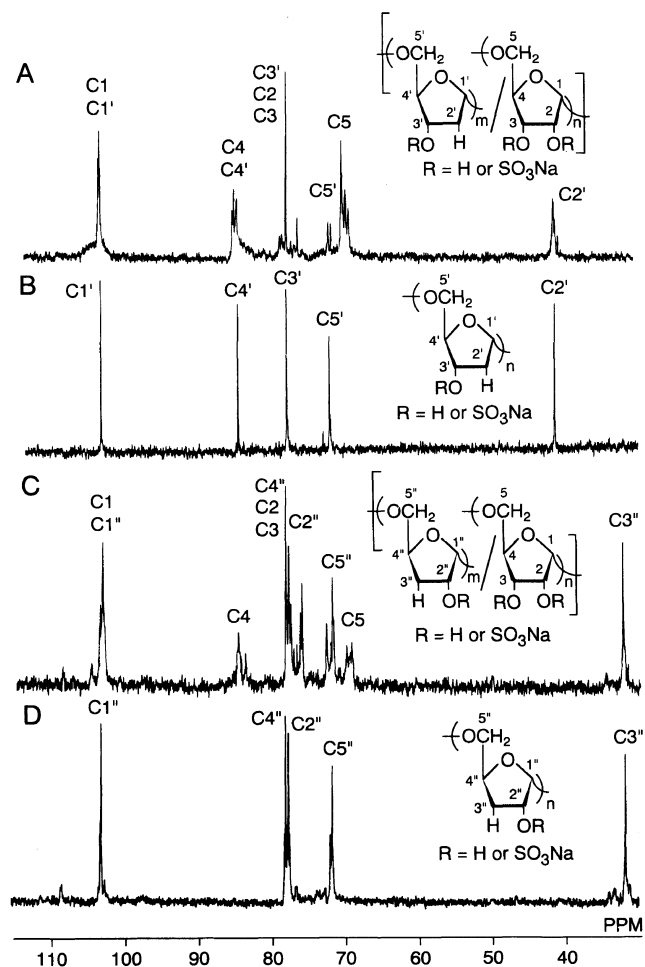 A
C1
C1'
C4
C4'
C3'
C2
C3
C5'
C5
C2'
5'
5
OCH2
OCH2
O
1'
O
1
4'
2'
m
4
2
n
3'
3
RO
H
RO
OR
R = H or SO3Na
B
C1'
C4'
C3'
C5'
C2'
5'
OCH2
O
1'
4'
2'
n
3'
RO
H
R = H or SO3Na
C
C1
C1"
C4
C4"
C2
C3
C2"
C5"
C5
C3"
5"
5
OCH2
OCH2
O
1"
O
1
4"
2"
m
4
2
n
3"
3
H
OR
RO
OR
R = H or SO3Na
D
C1"
C4"
C2"
C5"
C3"
5"
OCH2
O
1"
4"
2"
n
3"
H
OR
R = H or SO3Na
PPM
110 100 90 80 70 60 50 40